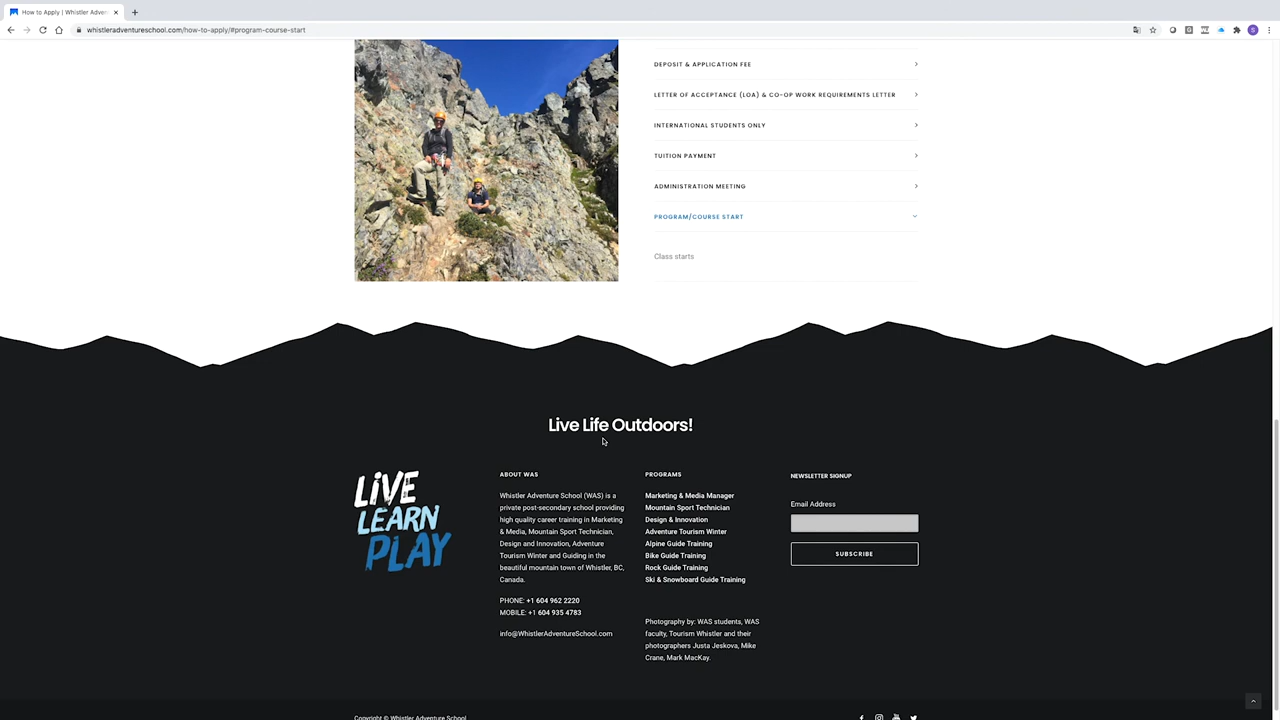 How to Apply | Whistler Adven
whistleradventureschool.com/how-to-apply/#program-course-start
S
DEPOSIT & APPLICATION FEE
LETTER OF ACCEPTANCE (LOA) & CO-OP WORK REQUIREMENTS LETTER
INTERNATIONAL STUDENTS ONLY
TUITION PAYMENT
ADMINISTRATION MEETING
PROGRAM/COURSE START
Class starts
Live Life Outdoors!
LIVE
LEARN
PLAY
ABOUT WAS
Whistler Adventure School (WAS) is a
private post-secondary school providing
high quality career training in Marketing
& Media, Mountain Sport Technician,
Design and Innovation, Adventure
Tourism Winter and Guiding in the
beautiful mountain town of Whistler, BC,
Canada.
PHONE: +1 604 962 2220
MOBILE: +1 604 935 4783
info@WhistlerAdventureSchool.com
PROGRAMS
Marketing & Media Manager
Mountain Sport Technician
Design & Innovation
Adventure Tourism Winter
Alpine Guide Training
Bike Guide Training
Rock Guide Training
Ski & Snowboard Guide Training
Photography by: WAS students, WAS
faculty, Tourism Whistler and their
photographers Justa Jeskova, Mike
Crane, Mark MacKay.
NEWSLETTER SIGNUP
Email Address
SUBSCRIBE
Copyright © Whistler Adventure School